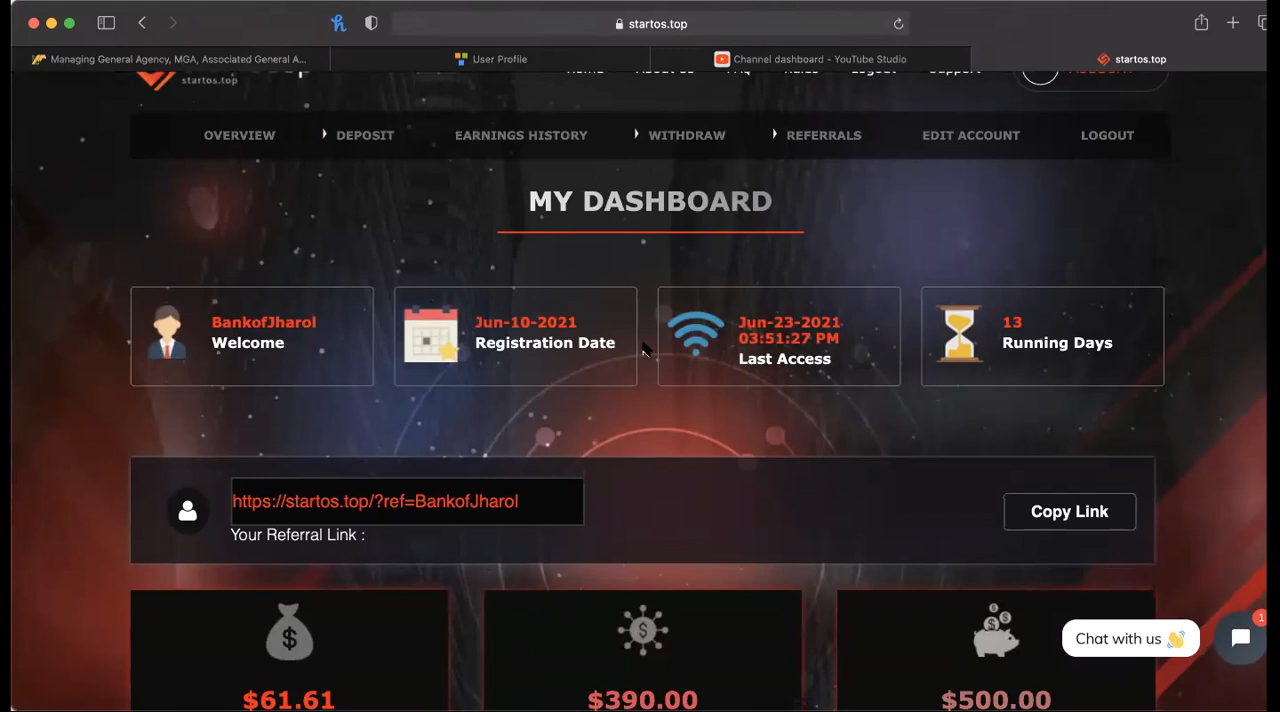 startos.top
Managing General Agency, MGA, Associated General A...
User Profile
Channel dashboard - YouTube Studio
startos.top
startos.top
OVERVIEW
DEPOSIT
EARNINGS HISTORY
WITHDRAW
REFERRALS
EDIT ACCOUNT
LOGOUT
MY DASHBOARD
BankofJharol
Welcome
Jun-10-2021
Registration Date
Jun-23-2021
03:51:27 PM
Last Access
13
Running Days
https://startos.top/?ref=BankofJharol
Your Referral Link :
Copy Link
Chat with us 👋
1
$61.61
$390.00
$500.00